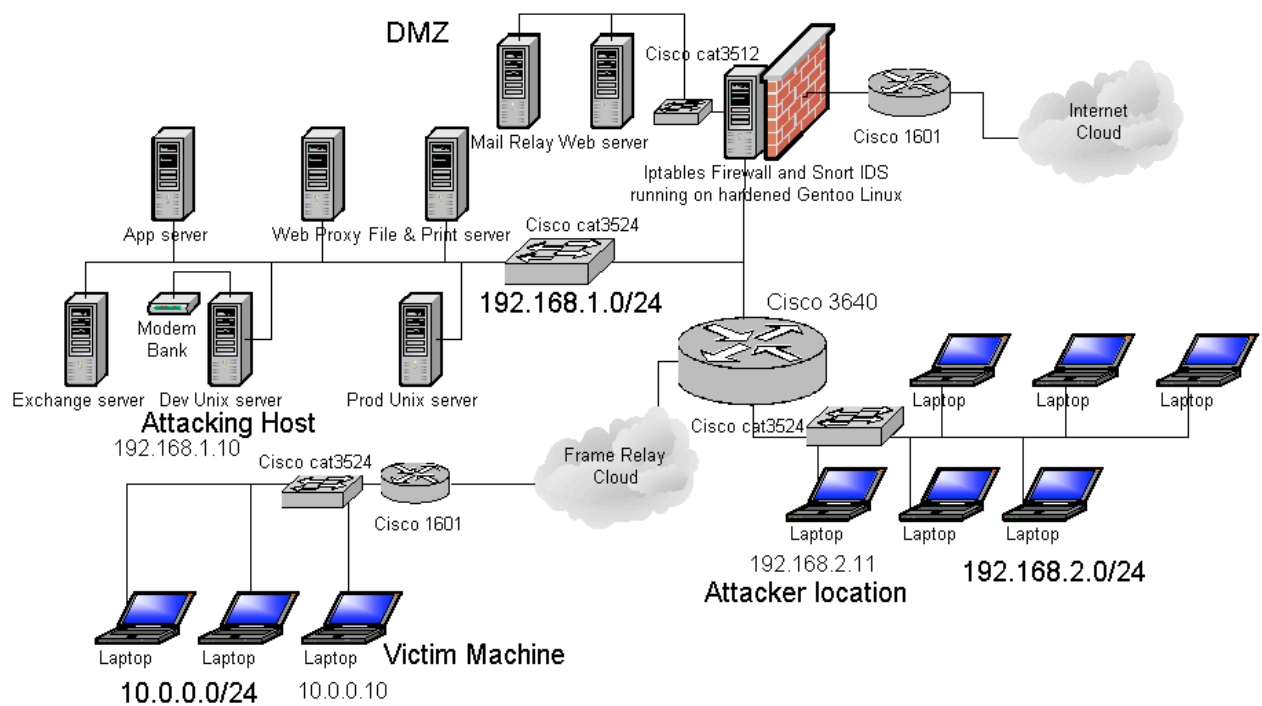 DMZ
Cisco cat3512
Mail Relay
Web server
Cisco 1601
Internet
Cloud
Iptables Firewall and Snort IDS
running on hardened Gentoo Linux
App server
Web Proxy
File & Print server
Cisco cat3524
192.168.1.0/24
Cisco 3640
Modem
Bank
Exchange server
Dev Unix server
Prod Unix server
Attacking Host
192.168.1.10
Laptop
Laptop
Laptop
Cisco cat3524
Frame Relay
Cloud
Cisco cat3524
Cisco 1601
Laptop
Laptop
Laptop
192.168.2.11
192.168.2.0/24
Attacker location
Laptop
Laptop
Laptop
Victim Machine
10.0.0.0/24
10.0.0.10